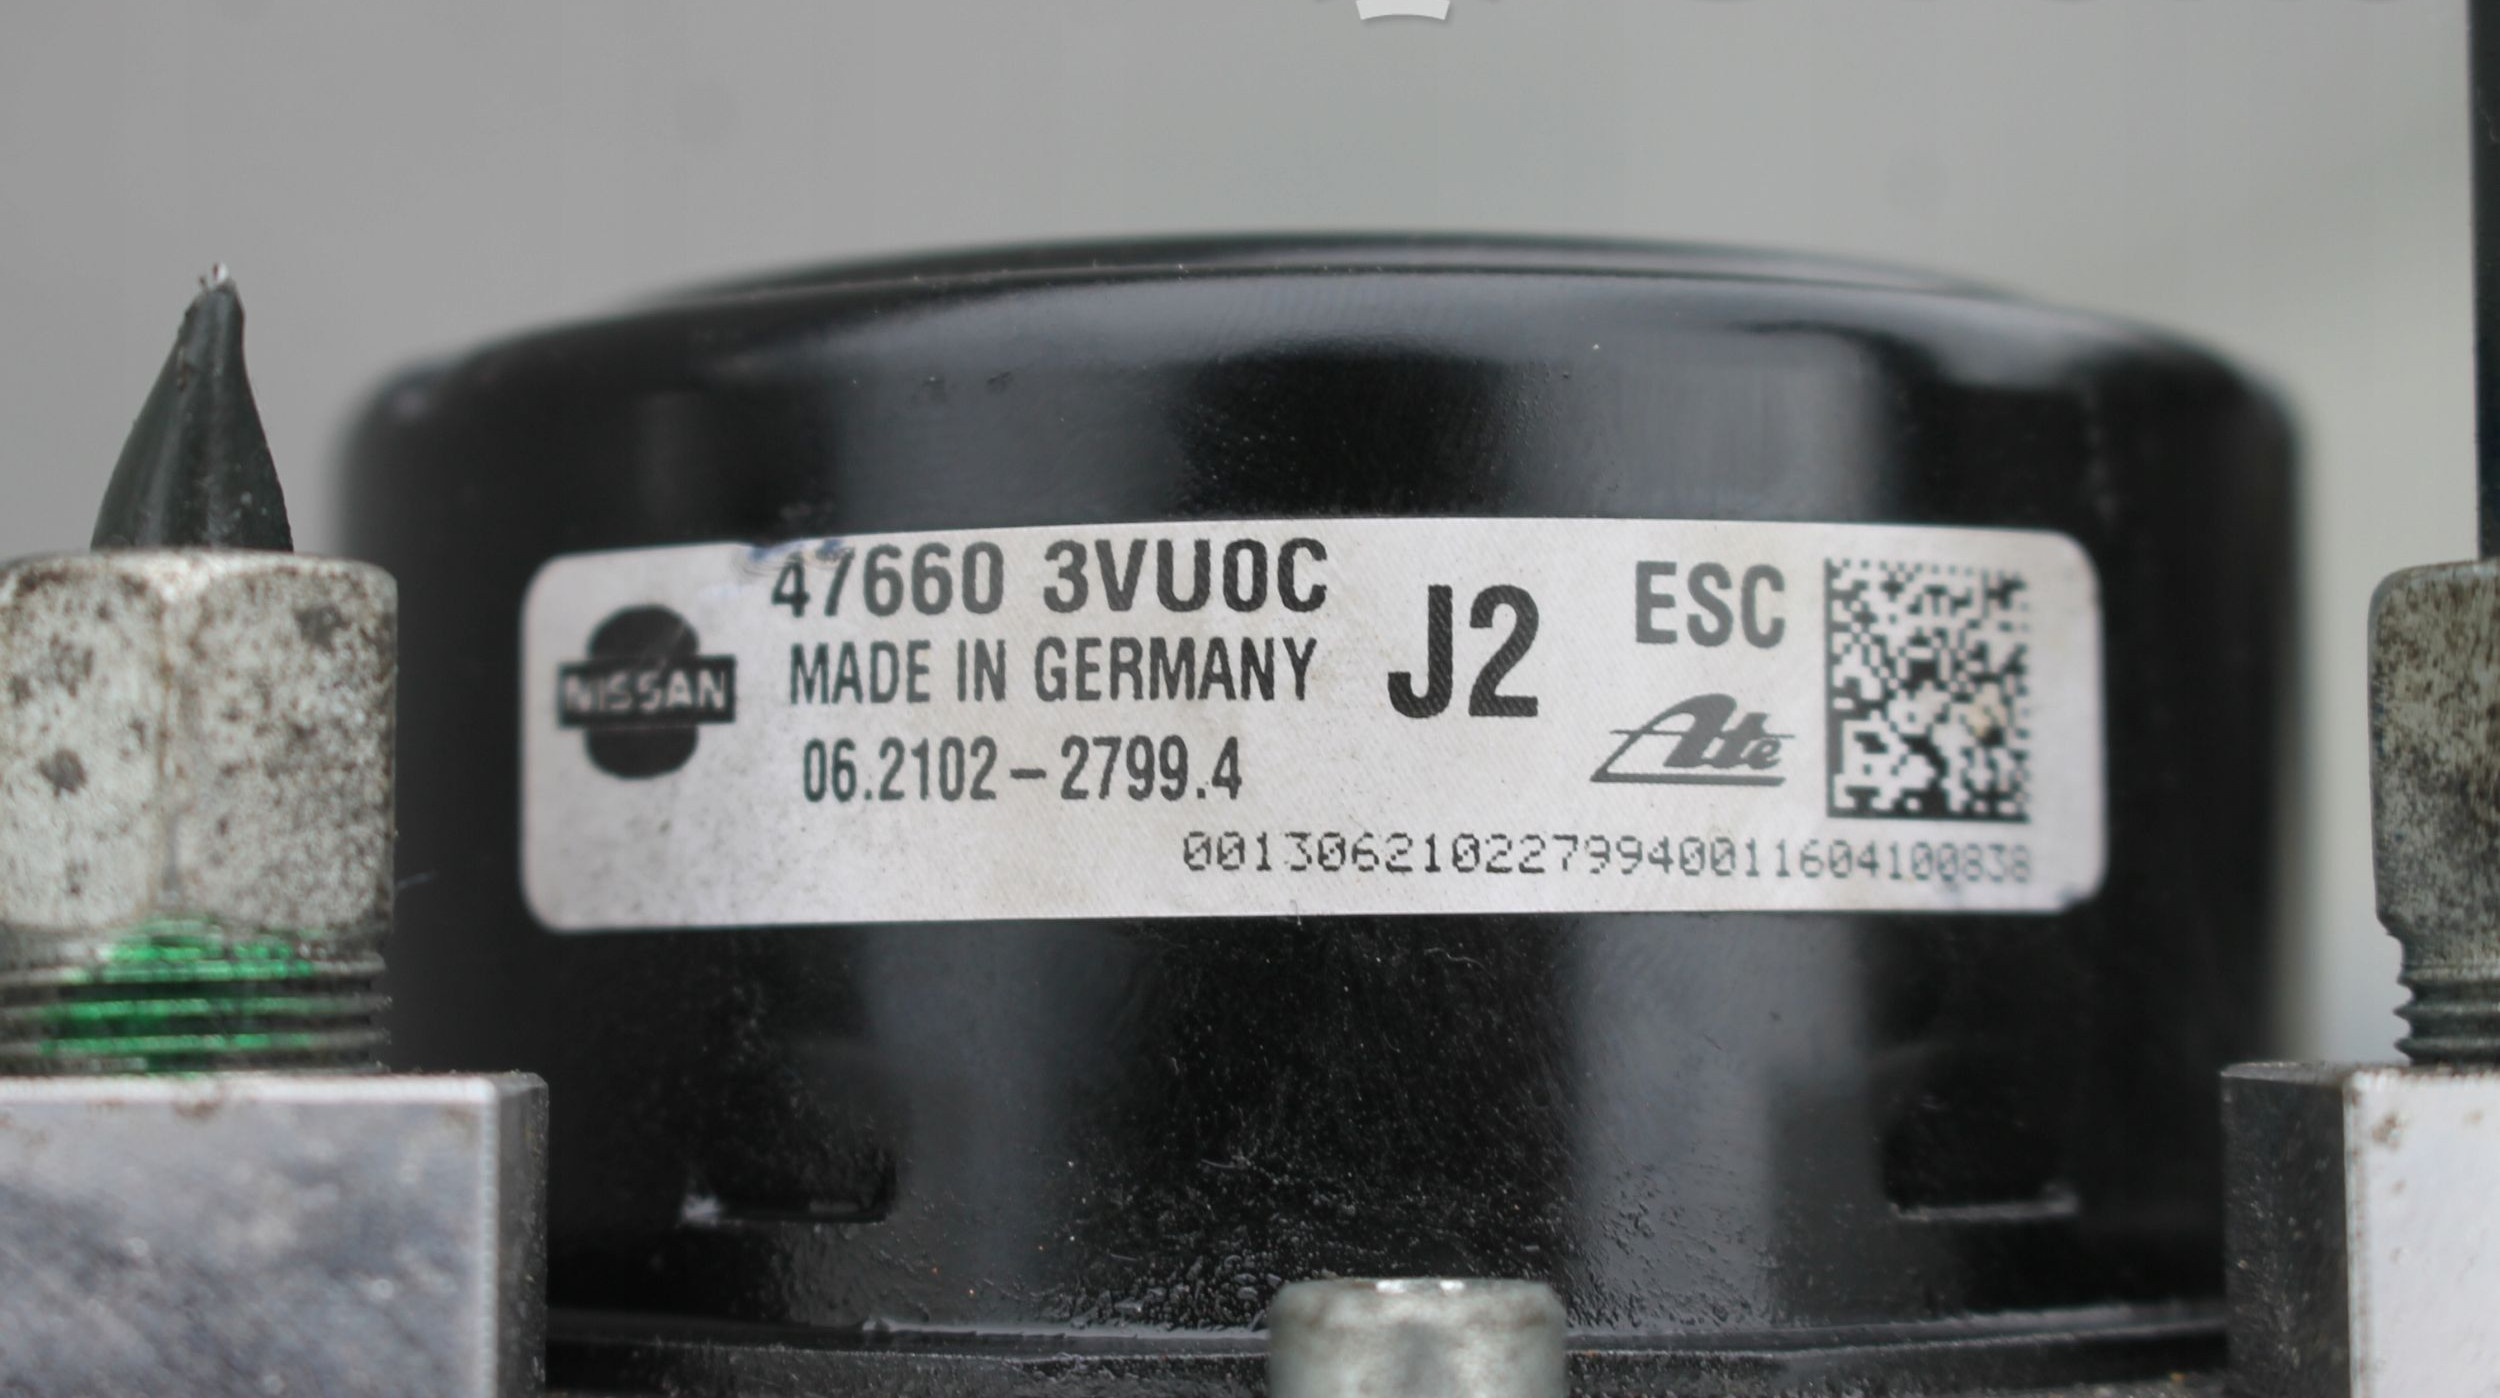 47660 3VU0C
NISSAN
MADE IN GERMANY
J2
ESC
06.2102-2799.4
Ate
0013062102279940011604100838